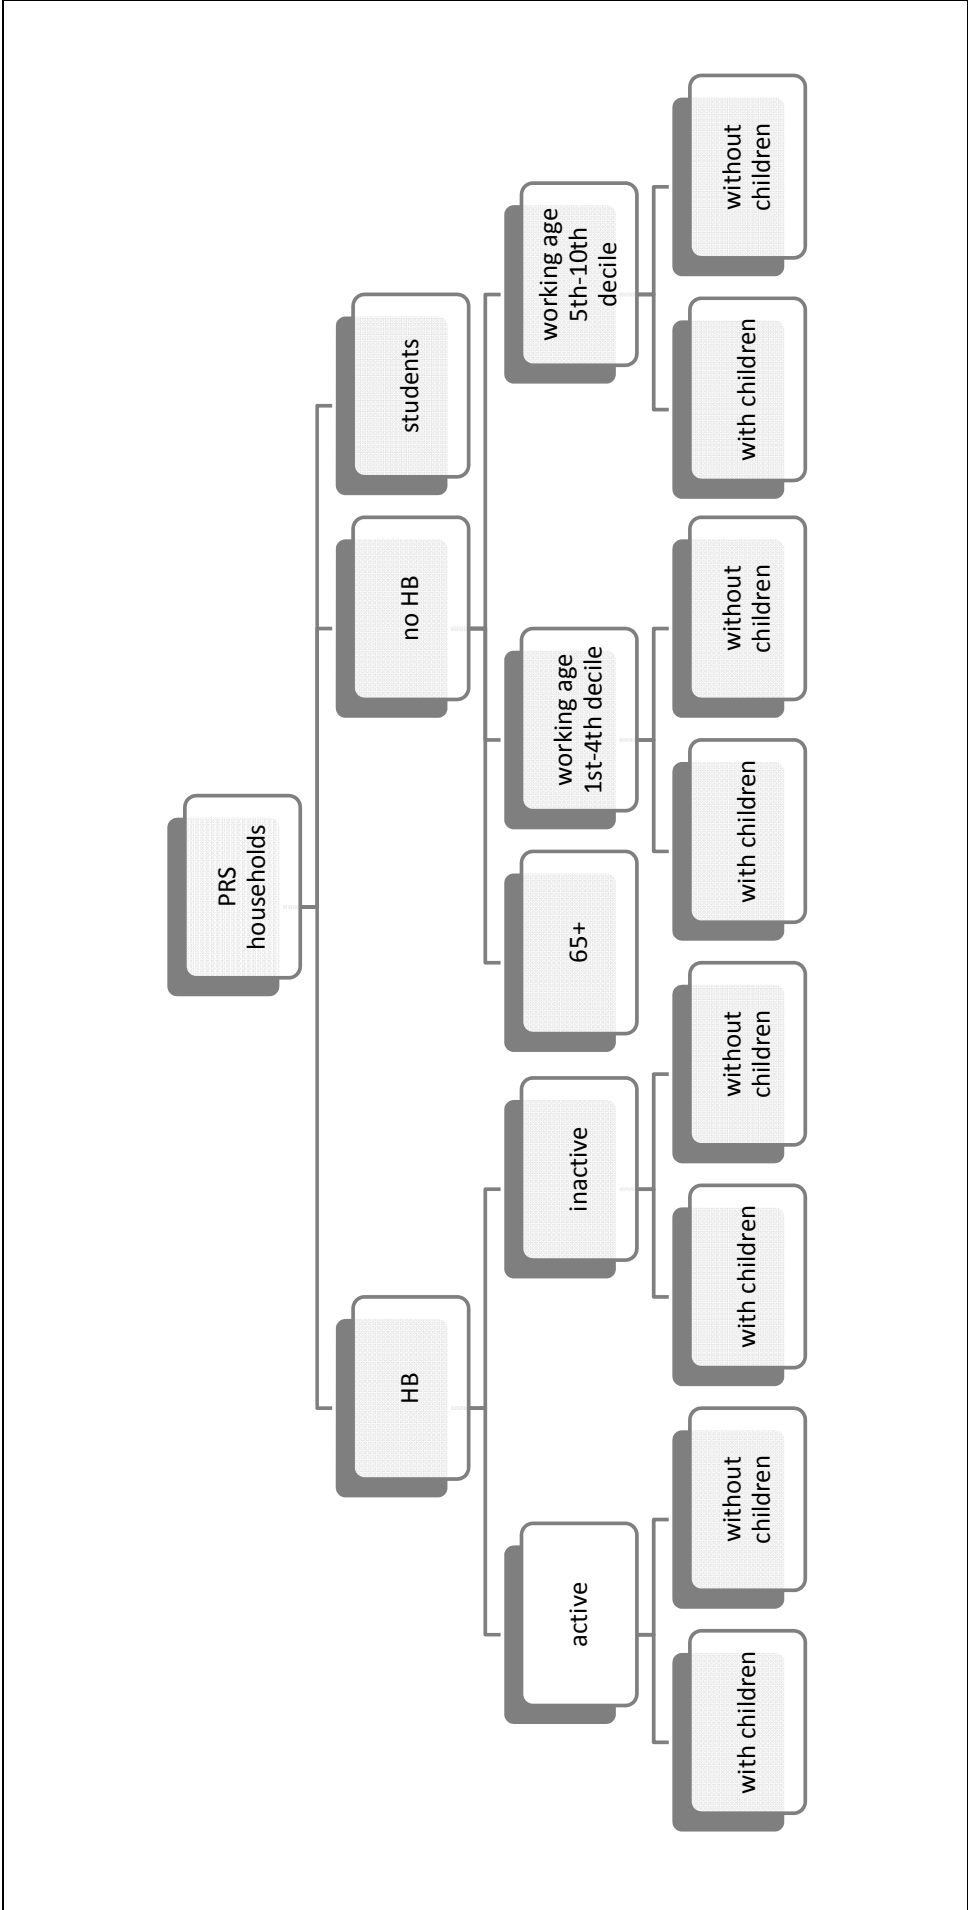 PRS
households
HB
no HB
students
active
inactive
65+
working age
1st-4th decile
working age
5th-10th
decile
with children
without
children
with children
without
children
with children
without
children
with children
without
children